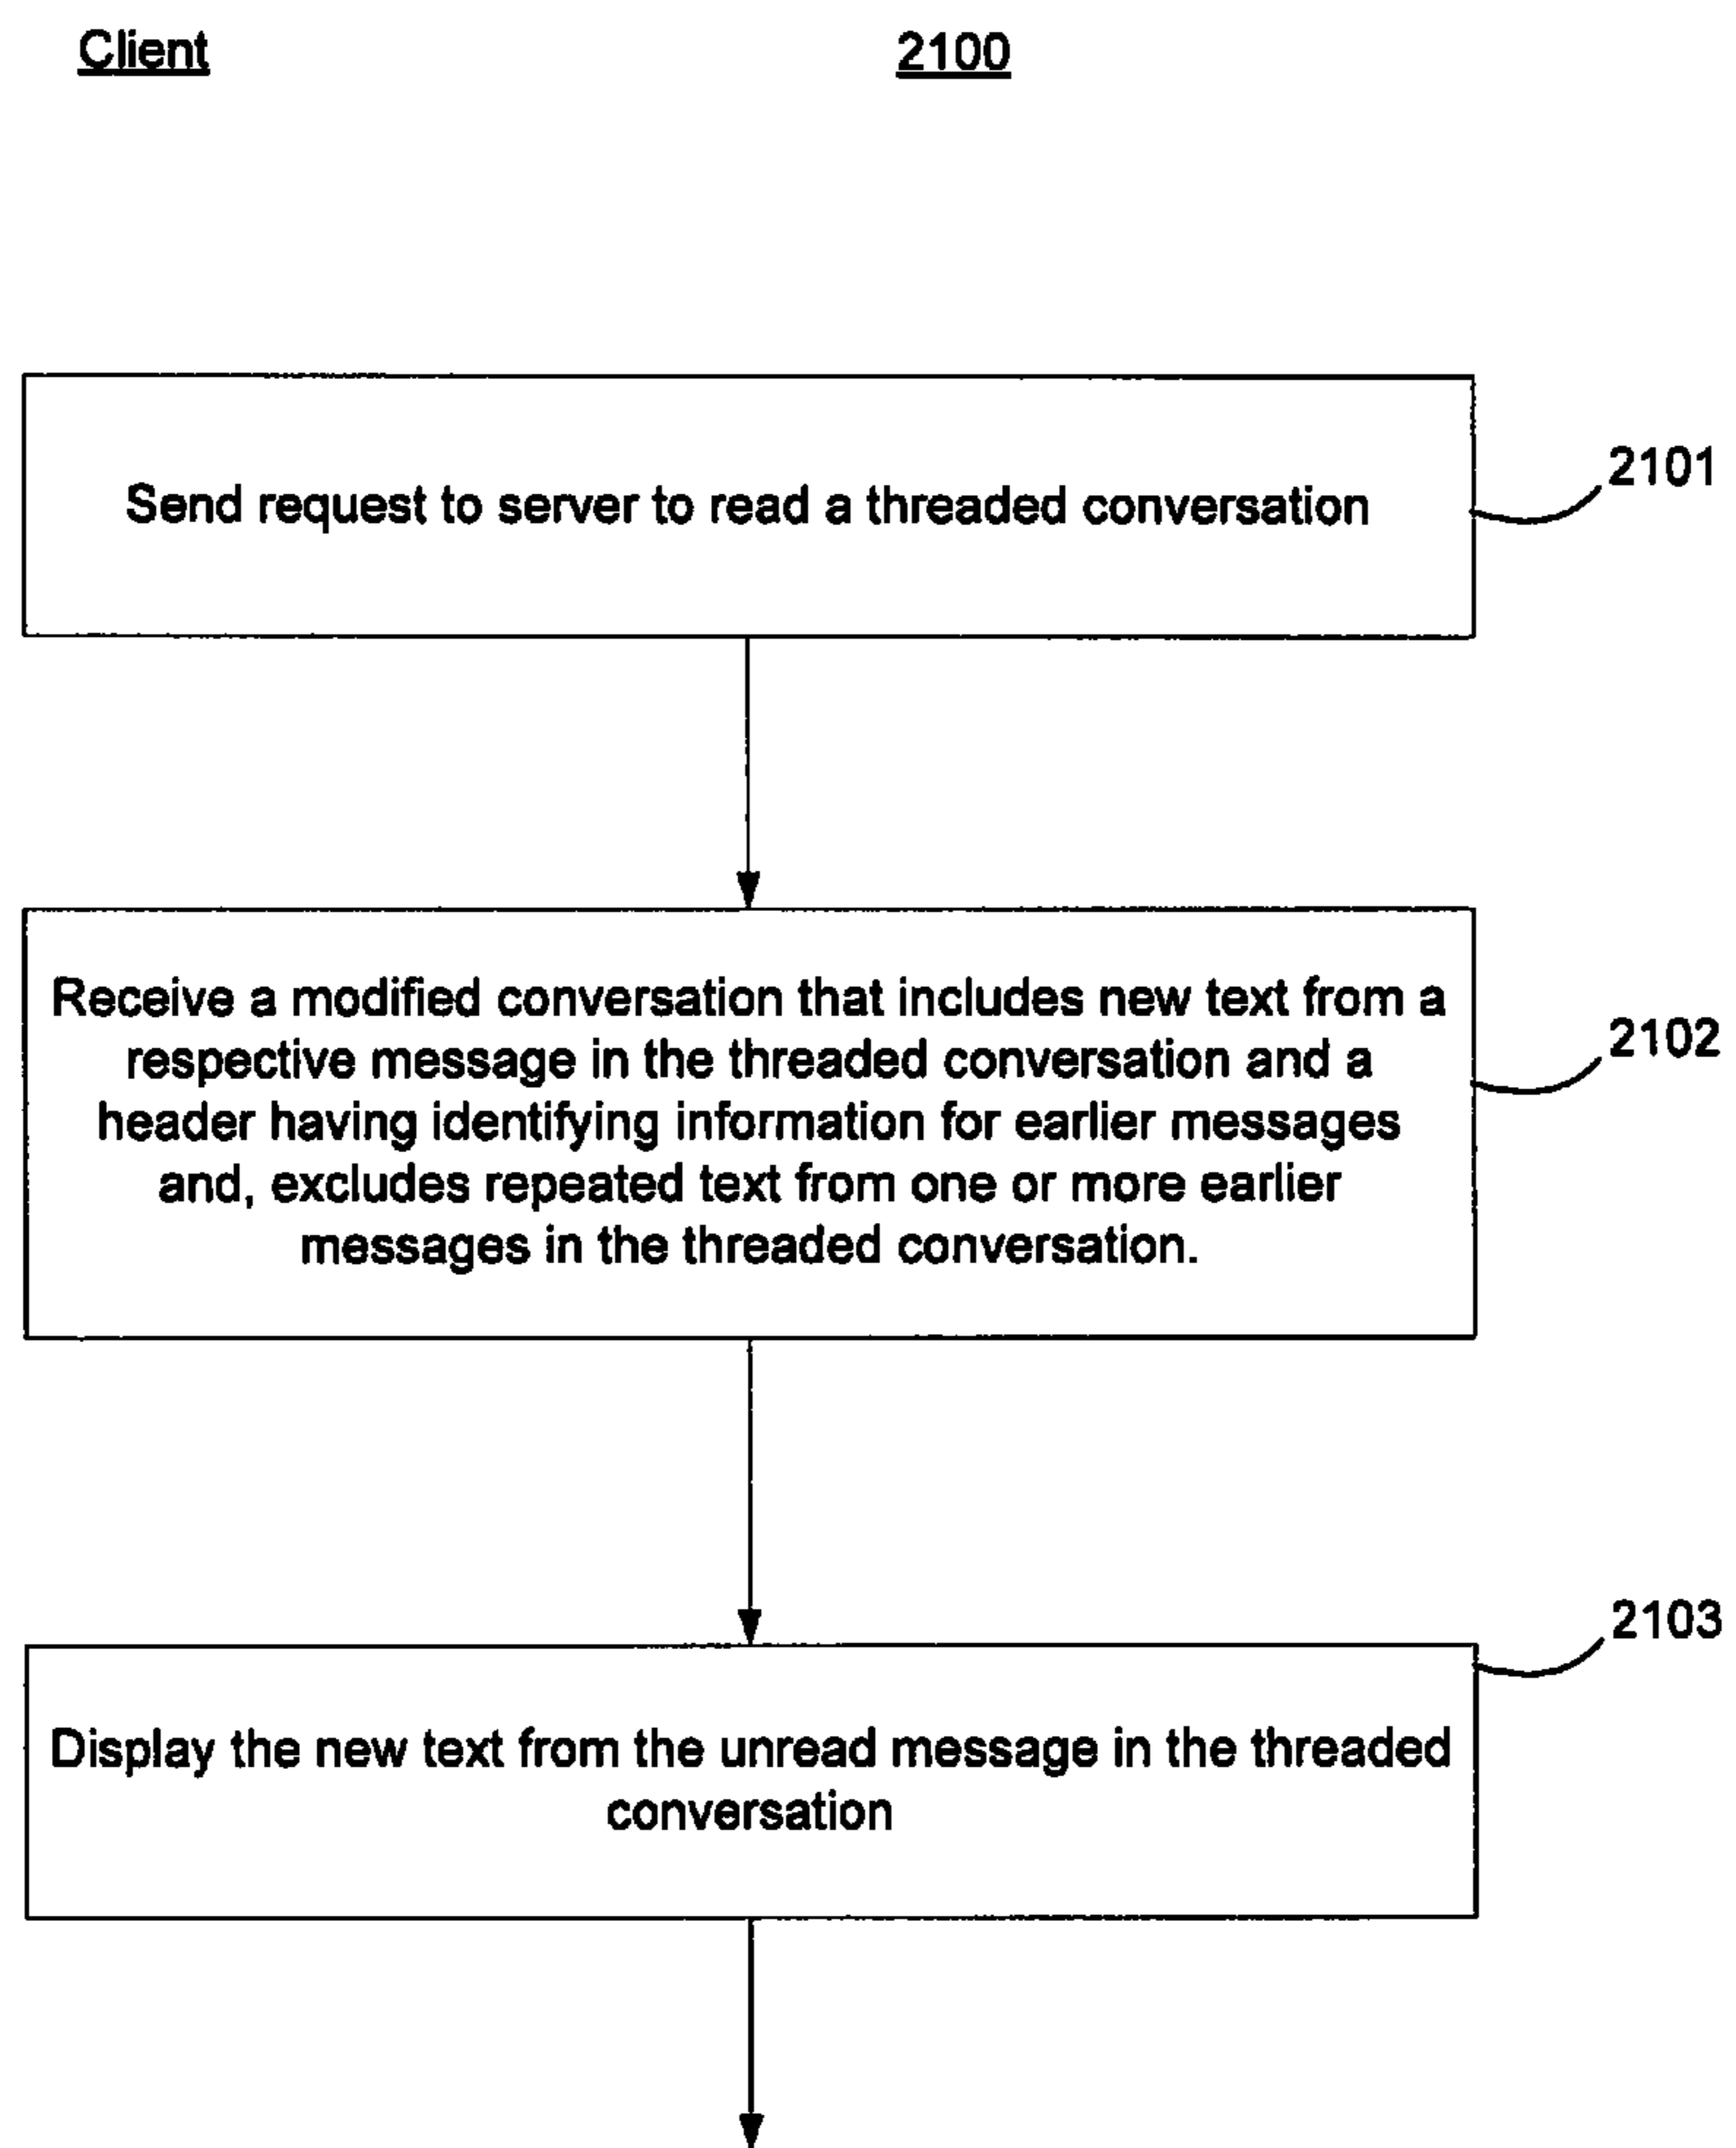 Client
2100
Send request to server to read a threaded conversation
2101
Receive a modified conversation that includes new text from a
respective message in the threaded conversation and a
header having identifying information for earlier messages
and, excludes repeated text from one or more earlier
messages in the threaded conversation.
2102
Display the new text from the unread message in the threaded
conversation
2103